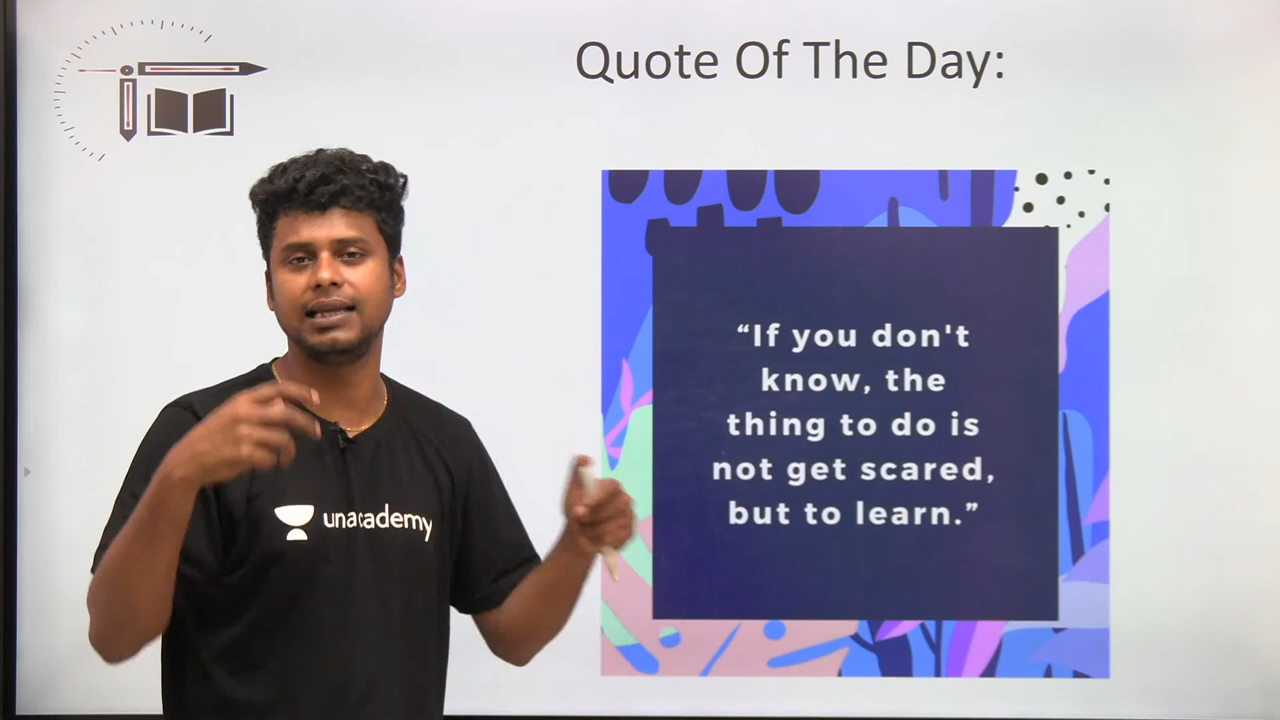 Quote Of The Day:
“If you don't
know, the
thing to do is
not get scared,
but to learn.”
unacademy